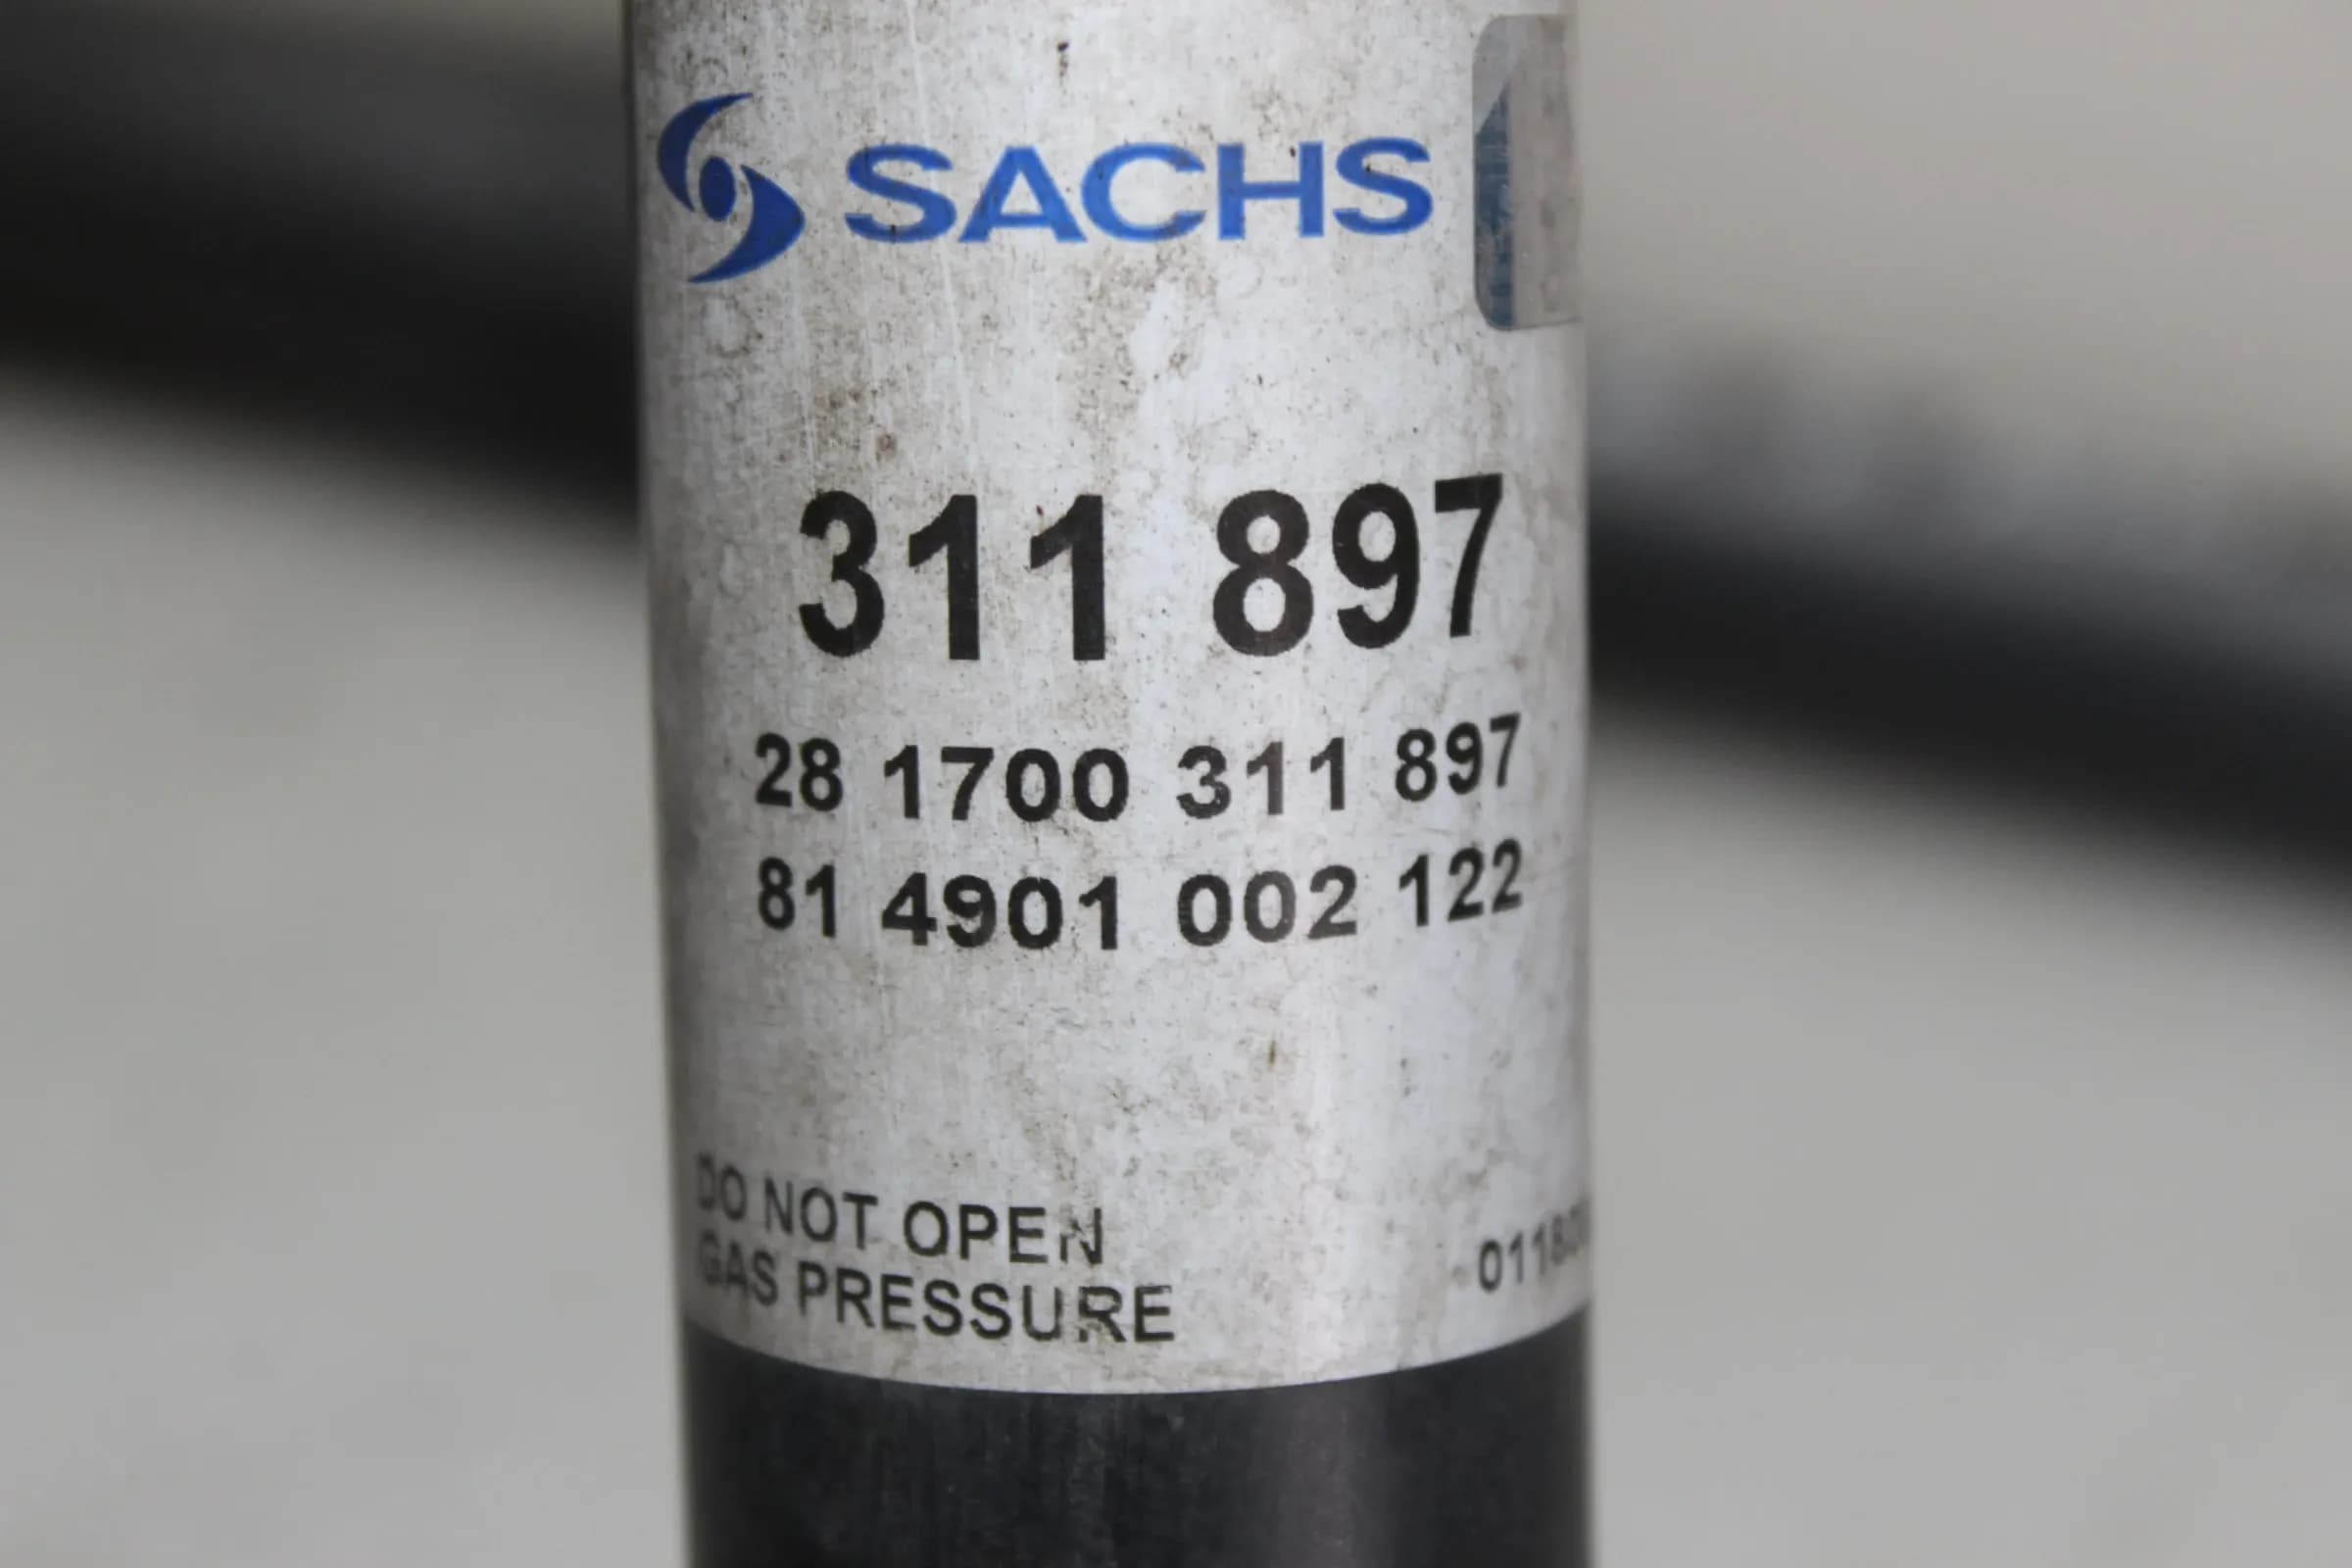 SACHS
311 897
28 1700 311 897
81 4901 002 122
DO NOT OPEN
GAS PRESSURE